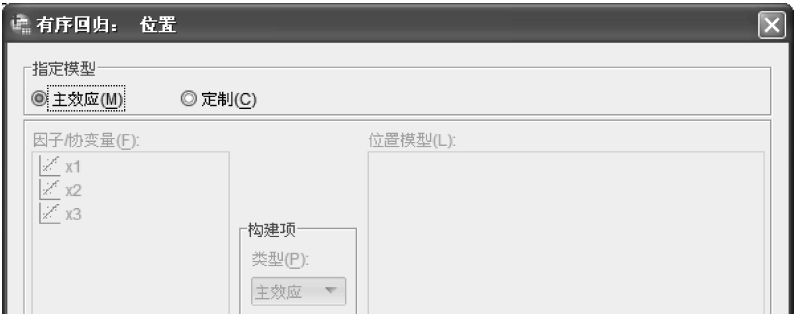 有序回归： 位置
指定模型
主效应(M) 定制(C)
因子/协变量(F): 位置模型(L):
x1
x2
x3
构建项
类型(P):
主效应